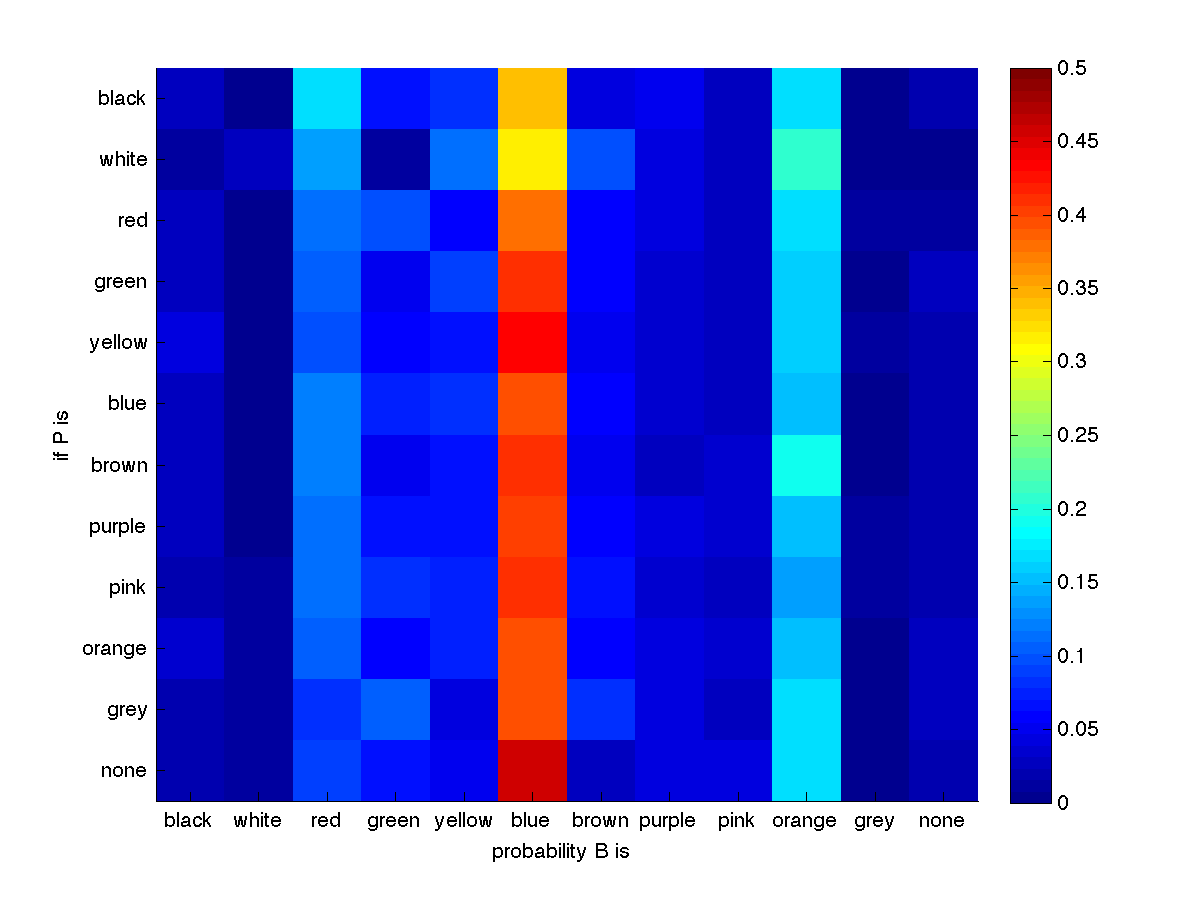 black
white
red
green
yellow
blue
brown
purple
pink
orange
grey
none
if P is
black white red green yellow blue brown purple pink orange grey none
probability B is
0.5
0.45
0.4
0.35
0.3
0.25
0.2
0.15
0.1
0.05
0